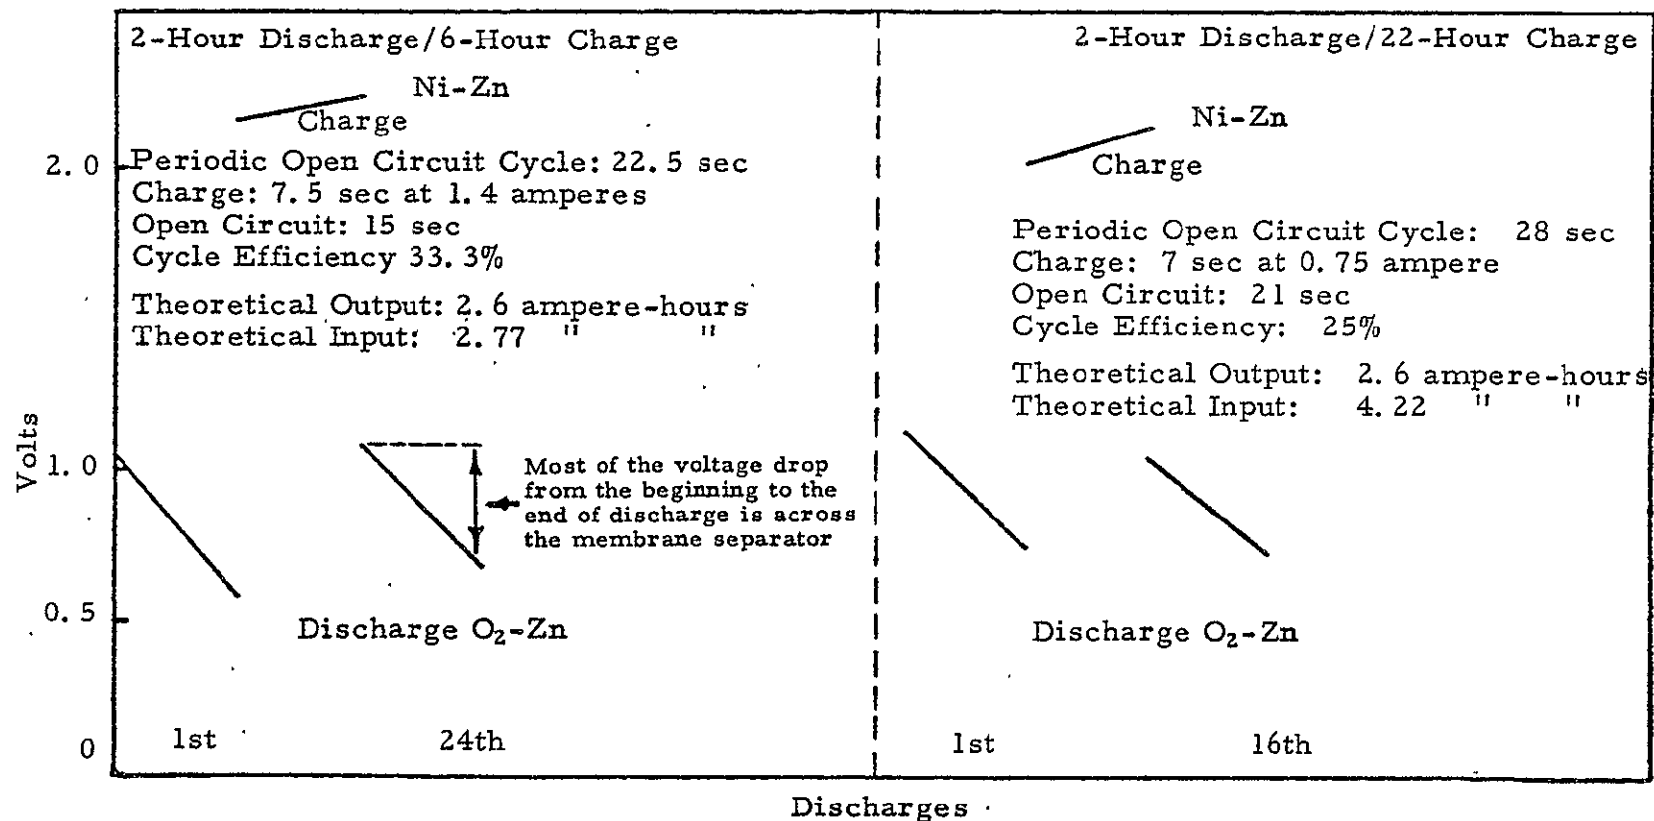 2-Hour Discharge/6-Hour Charge
Ni-Zn
Charge
Periodic Open Circuit Cycle: 22.5 sec
Charge: 7.5 sec at 1.4 amperes
Open Circuit: 15 sec
Cycle Efficiency 33.3%
Theoretical Output: 2.6 ampere-hours
Theoretical Input: 2.77 " "
Most of the voltage drop
from the beginning to the
end of discharge is across
the membrane separator
Discharge O₂-Zn
1st 24th
2-Hour Discharge/22-Hour Charge
Ni-Zn
Charge
Periodic Open Circuit Cycle: 28 sec
Charge: 7 sec at 0.75 ampere
Open Circuit: 21 sec
Cycle Efficiency: 25%
Theoretical Output: 2.6 ampere-hours
Theoretical Input: 4.22 " "
Discharge O₂-Zn
1st 16th
Volts
2.0
1.0
0.5
0
Discharges